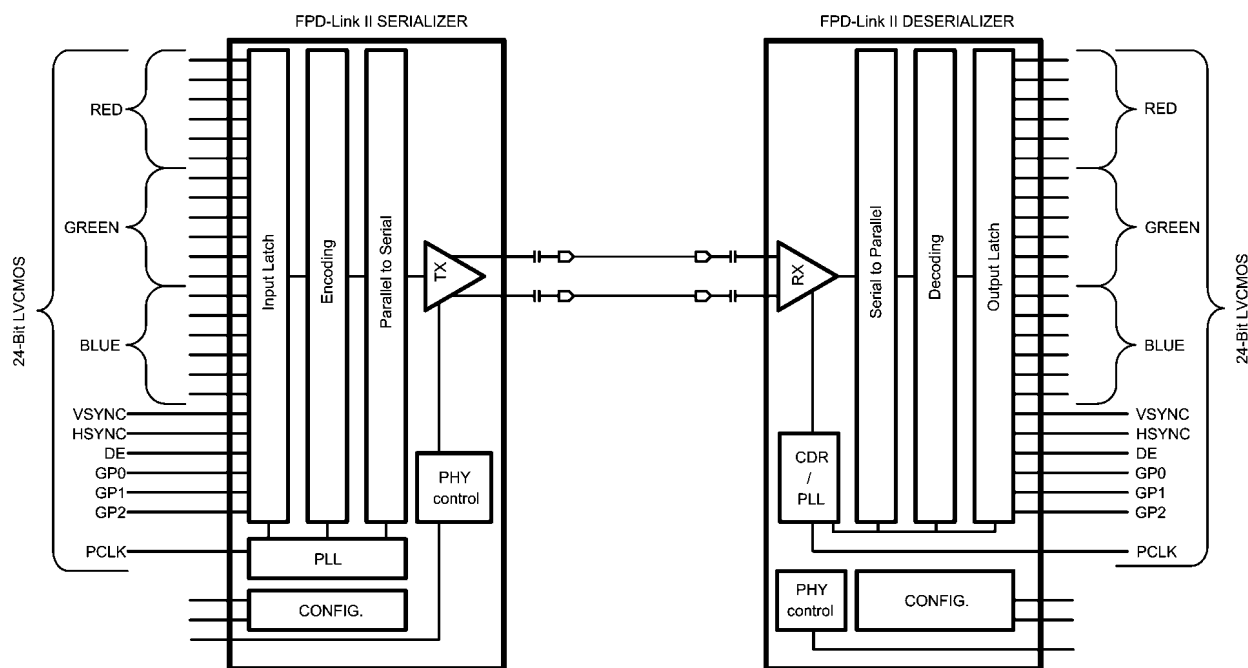 FPD-Link II SERIALIZER
24-Bit LVCMOS
RED
GREEN
BLUE
VSYNC
HSYNC
DE
GP0
GP1
GP2
PCLK
Input Latch
Encoding
Parallel to Serial
TX
PHY
control
PLL
CONFIG.
FPD-Link II DESERIALIZER
RX
CDR
/
PLL
PHY
control
Serial to Parallel
Decoding
Output Latch
CONFIG.
RED
GREEN
BLUE
VSYNC
HSYNC
DE
GP0
GP1
GP2
PCLK
24-Bit LVCMOS